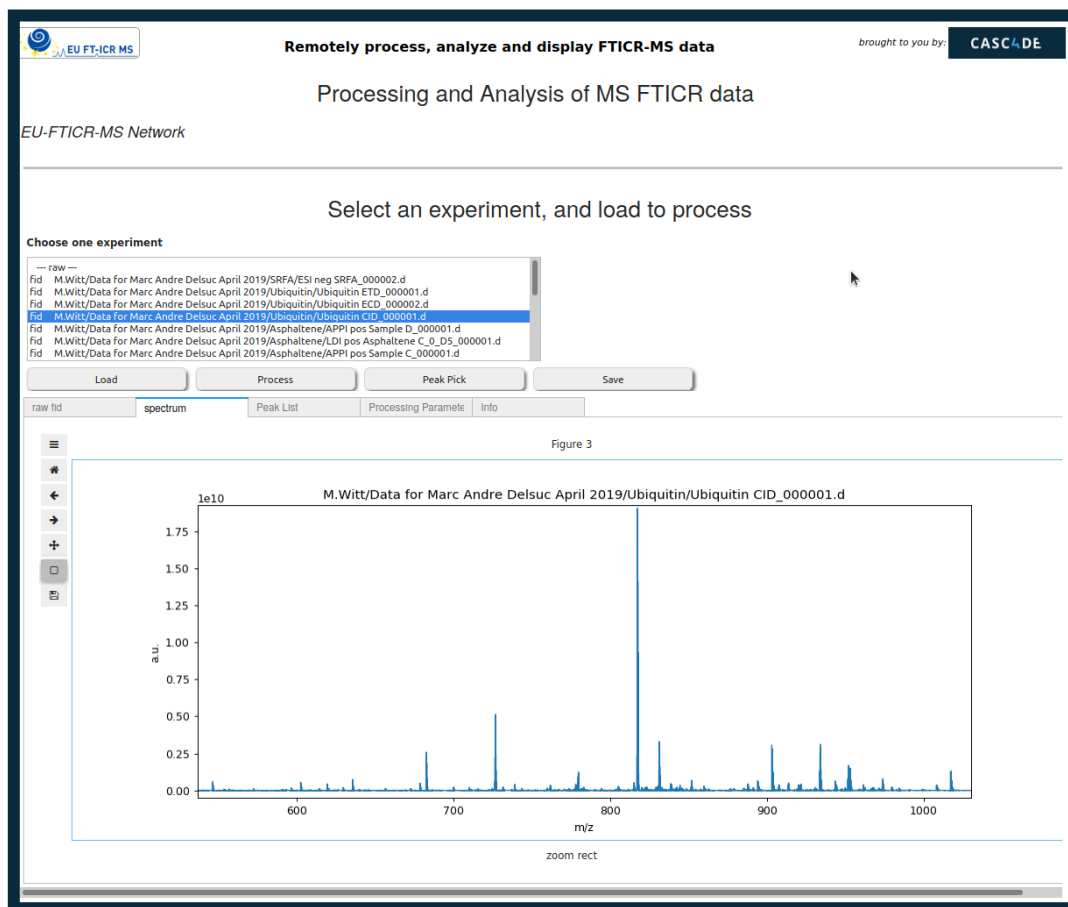 EU FT-ICR MS
Remotely process, analyze and display FTICR-MS data
brought to you by:
CASC4DE
Processing and Analysis of MS FTICR data
EU-FTICR-MS Network
Select an experiment, and load to process
Choose one experiment
--- raw ---
fid M.Witt/Data for Marc Andre Delsuc April 2019/SRFA/ESI neg SRFA_000002.d
fid M.Witt/Data for Marc Andre Delsuc April 2019/Ubiquitin/Ubiquitin ETD_000001.d
fid M.Witt/Data for Marc Andre Delsuc April 2019/Ubiquitin/Ubiquitin ECD_000002.d
fid M.Witt/Data for Marc Andre Delsuc April 2019/Ubiquitin/Ubiquitin CID_000001.d
fid M.Witt/Data for Marc Andre Delsuc April 2019/Asphaltene/APPI pos Sample D_000001.d
fid M.Witt/Data for Marc Andre Delsuc April 2019/Asphaltene/LDI pos Asphaltene C_0_D5_000001.d
fid M.Witt/Data for Marc Andre Delsuc April 2019/Asphaltene/APPI pos Sample C_000001.d
Load Process Peak Pick Save
raw fid spectrum Peak List Processing Paramete Info
Figure 3
M.Witt/Data for Marc Andre Delsuc April 2019/Ubiquitin/Ubiquitin CID_000001.d
1e10
1.75
1.50
1.25
1.00
0.75
0.50
0.25
0.00
a.u.
600 700 800 900 1000
m/z
zoom rect